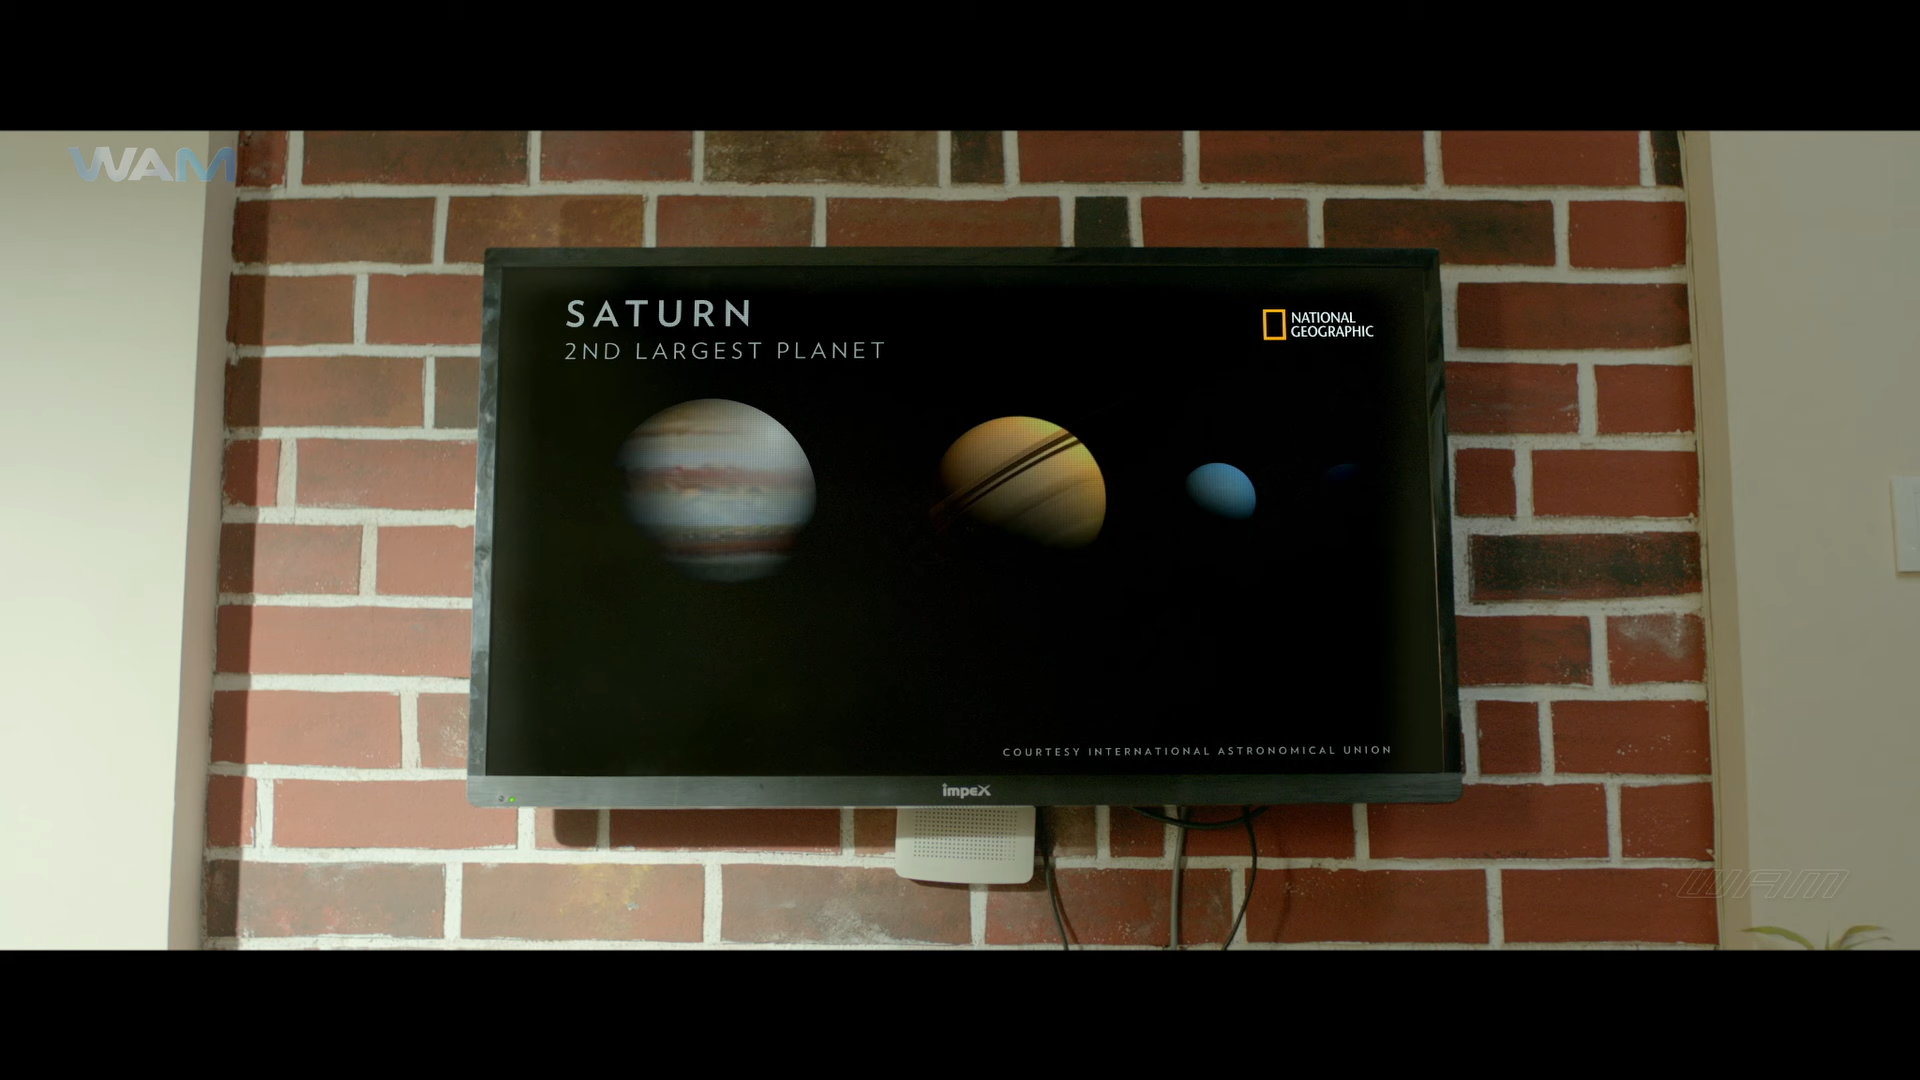 WAM
SATURN
2ND LARGEST PLANET
NATIONAL
GEOGRAPHIC
COURTESY INTERNATIONAL ASTRONOMICAL UNION
impex
WAM